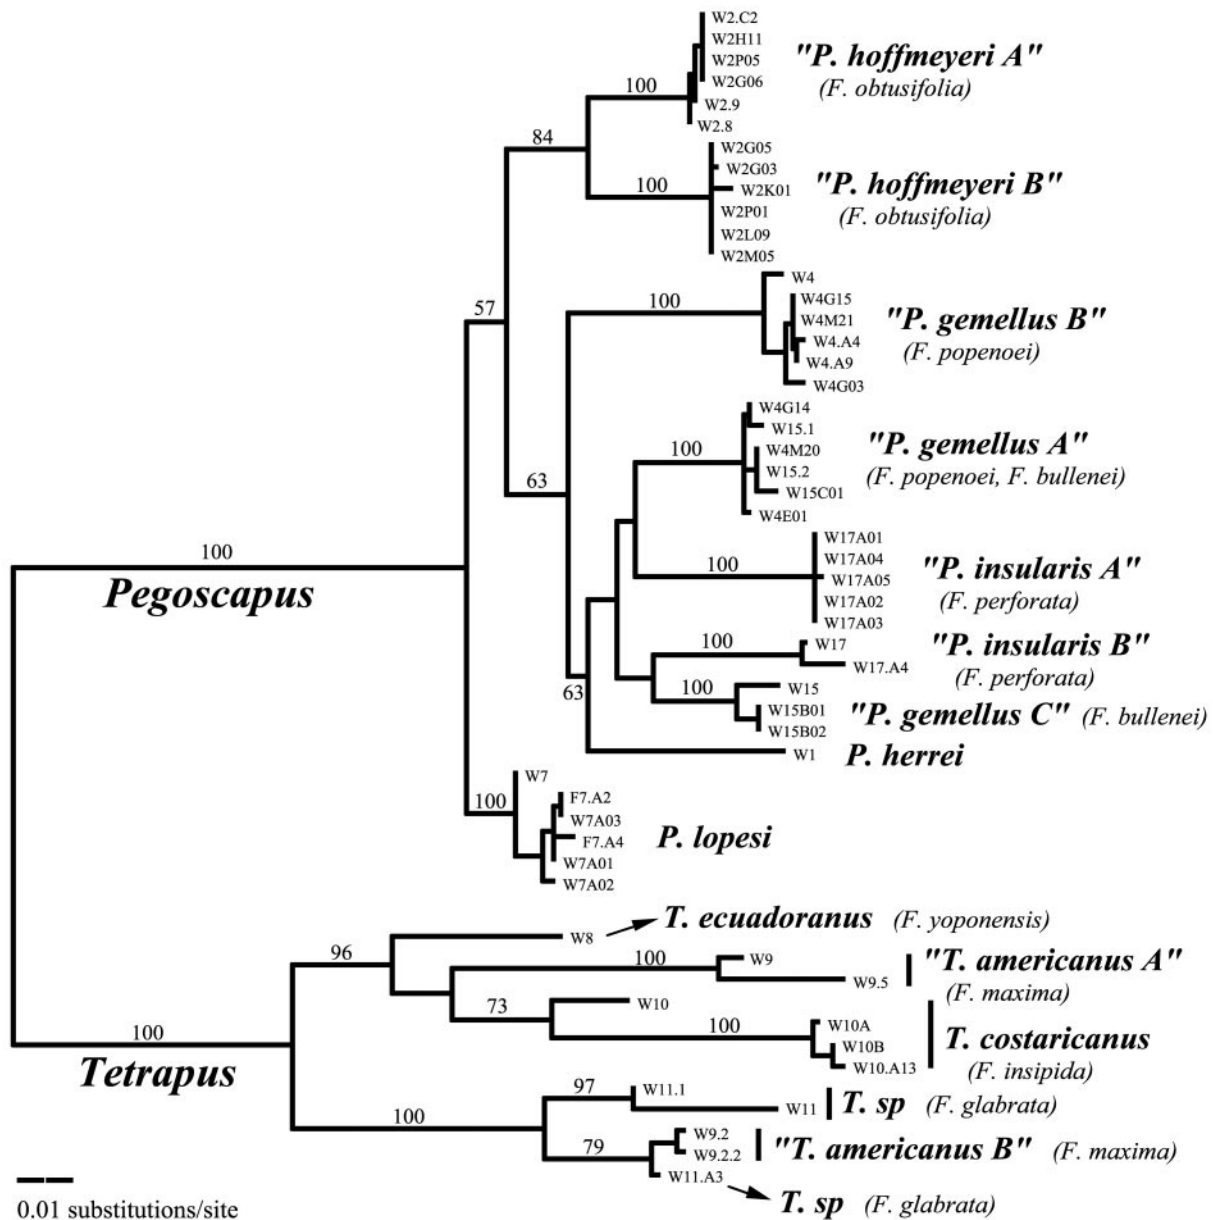 W2.C2
W2H11
W2P05
W2G06
W2.9
W2.8
100
"P. hoffmeyeri A"
(F. obtusifolia)
84
W2G05
W2G03
W2K01
W2P01
W2L09
W2M05
100
"P. hoffmeyeri B"
(F. obtusifolia)
57
W4
W4G15
W4M21
W4.A4
W4.A9
W4G03
100
"P. gemellus B"
(F. popenoei)
63
W4G14
W15.1
W4M20
W15.2
W15C01
W4E01
100
"P. gemellus A"
(F. popenoei, F. bullenei)
W17A01
W17A04
W17A05
W17A02
W17A03
100
"P. insularis A"
(F. perforata)
100
Pegoscapus
W17
W17.A4
100
"P. insularis B"
(F. perforata)
63
100
W15
W15B01
W15B02
"P. gemellus C" (F. bullenei)
W1
P. herrei
100
W7
F7.A2
W7A03
F7.A4
W7A01
W7A02
P. lopesi
96
W8
T. ecuadoranus (F. yoponensis)
100
W9
W9.5
"T. americanus A"
(F. maxima)
73
W10
100
W10A
W10B
W10.A13
T. costaricanus
(F. insipida)
100
Tetrapus
100
97
W11.1
W11
T. sp (F. glabrata)
79
W9.2
W9.2.2
"T. americanus B" (F. maxima)
W11.A3
T. sp (F. glabrata)
0.01 substitutions/site